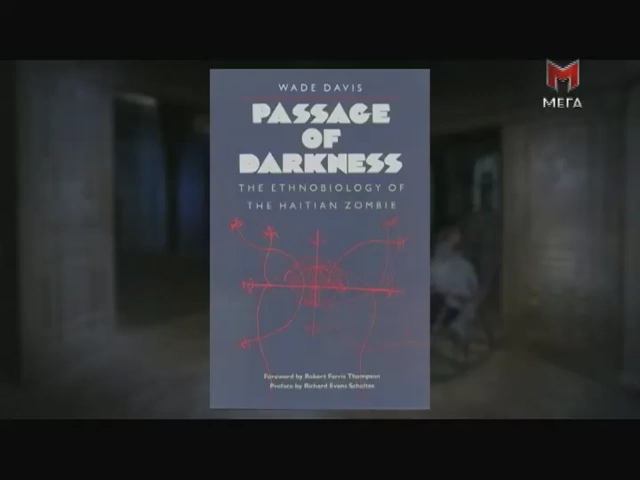 WADE DAVIS
PASSAGE
OF
DARKNESS
THE ETHNOBIOLOGY OF
THE HAITIAN ZOMBIE
Foreword by Robert Farris Thompson
Preface by Richard Evans Schultes
М
МЕГА